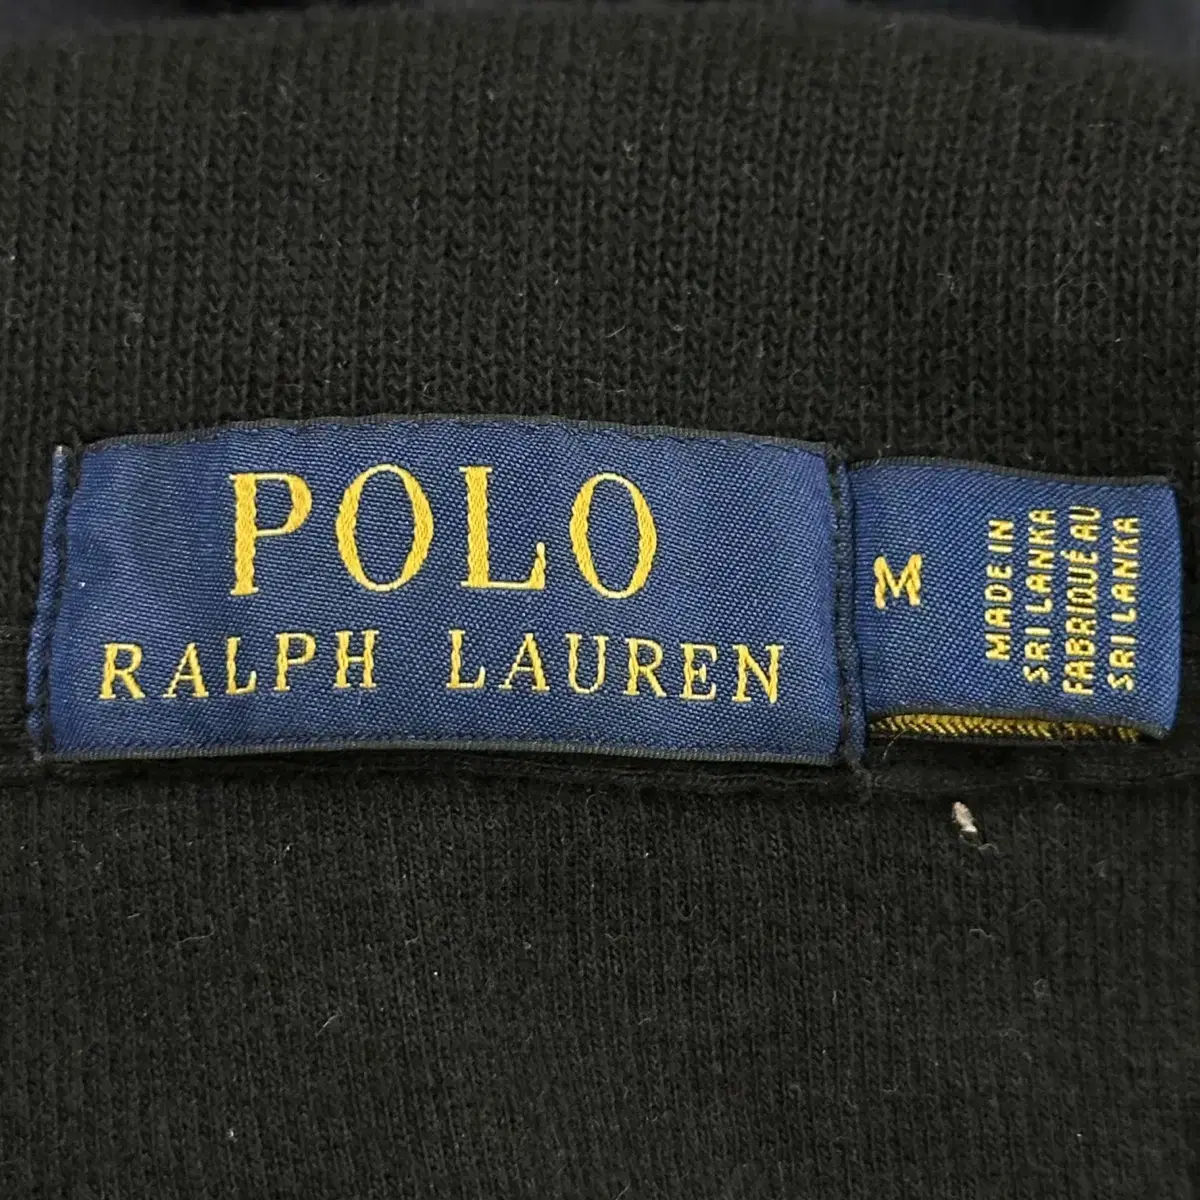 POLO
RALPH LAUREN
M
MADE IN
SRI LANKA
FABRIQUÉ AU
SRI LANKA